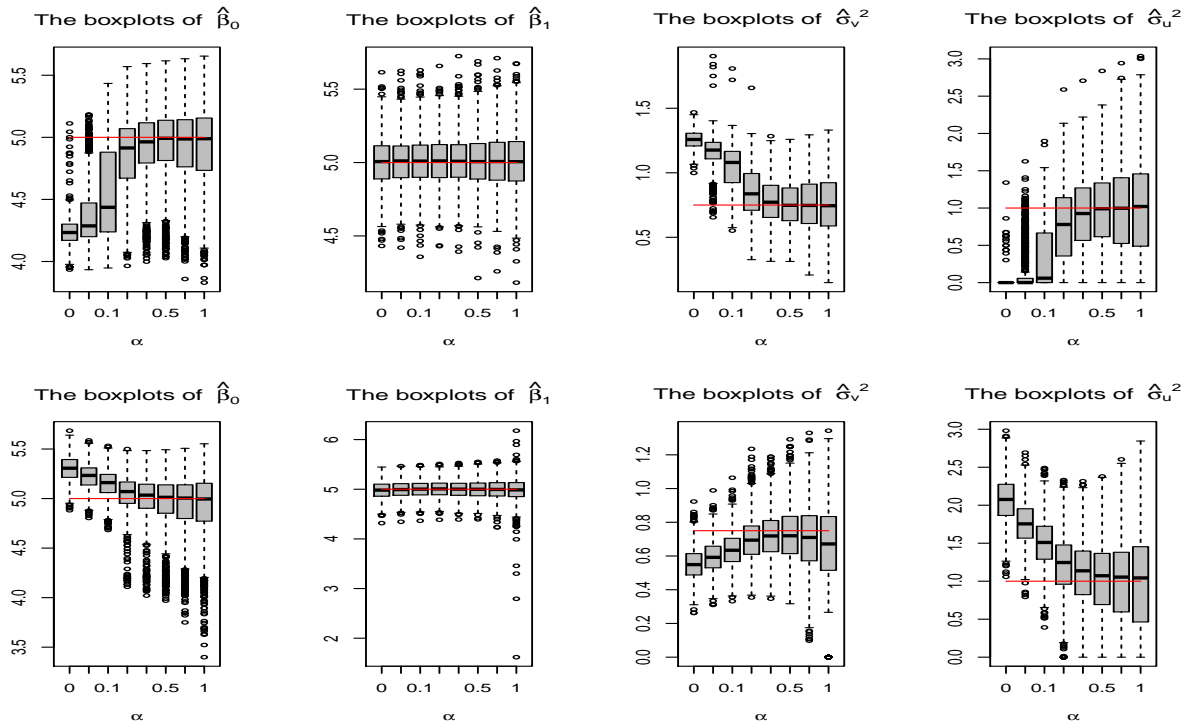 The boxplots of β̂₀
The boxplots of β̂₁
The boxplots of σ̂ᵥ²
The boxplots of σ̂ᵤ²
4.0 4.5 5.0 5.5
4.5 5.0 5.5
0.5 1.0 1.5
0.0 0.5 1.0 1.5 2.0 2.5 3.0
0 0.1 0.5 1
0 0.1 0.5 1
0 0.1 0.5 1
0 0.1 0.5 1
α
α
α
α
The boxplots of β̂₀
The boxplots of β̂₁
The boxplots of σ̂ᵥ²
The boxplots of σ̂ᵤ²
3.5 4.0 4.5 5.0 5.5
2 3 4 5 6
0.0 0.2 0.4 0.6 0.8 1.0 1.2
0.0 0.5 1.0 1.5 2.0 2.5 3.0
0 0.1 0.5 1
0 0.1 0.5 1
0 0.1 0.5 1
0 0.1 0.5 1
α
α
α
α